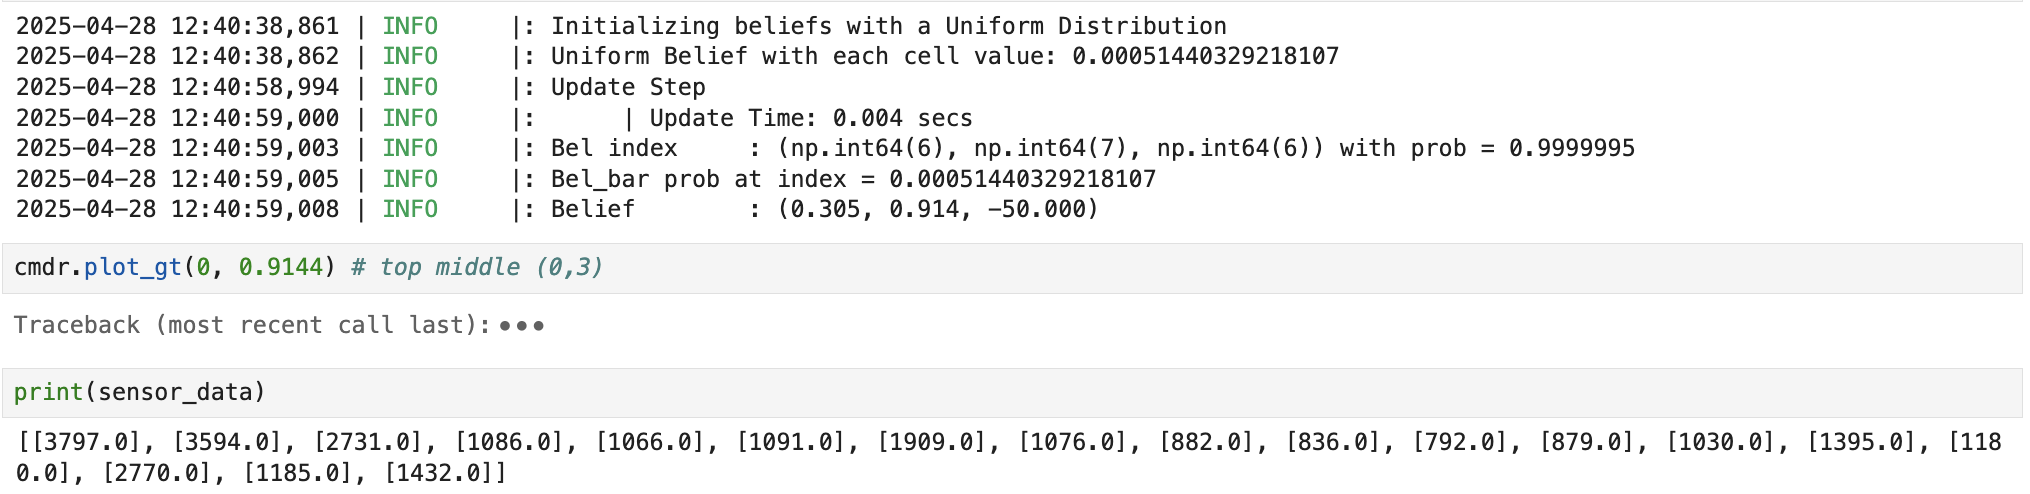 2025-04-28 12:40:38,861 | INFO     |: Initializing beliefs with a Uniform Distribution
2025-04-28 12:40:38,862 | INFO     |: Uniform Belief with each cell value: 0.00051440329218107
2025-04-28 12:40:58,994 | INFO     |: Update Step
2025-04-28 12:40:59,000 | INFO     |:      | Update Time: 0.004 secs
2025-04-28 12:40:59,003 | INFO     |: Bel index     : (np.int64(6), np.int64(7), np.int64(6)) with prob = 0.9999995
2025-04-28 12:40:59,005 | INFO     |: Bel_bar prob at index = 0.00051440329218107
2025-04-28 12:40:59,008 | INFO     |: Belief        : (0.305, 0.914, -50.000)
cmdr.plot_gt(0, 0.9144) # top middle (0,3)
Traceback (most recent call last):•••
print(sensor_data)
[[3797.0], [3594.0], [2731.0], [1086.0], [1066.0], [1091.0], [1909.0], [1076.0], [882.0], [836.0], [792.0], [879.0], [1030.0], [1395.0], [118
0.0], [2770.0], [1185.0], [1432.0]]